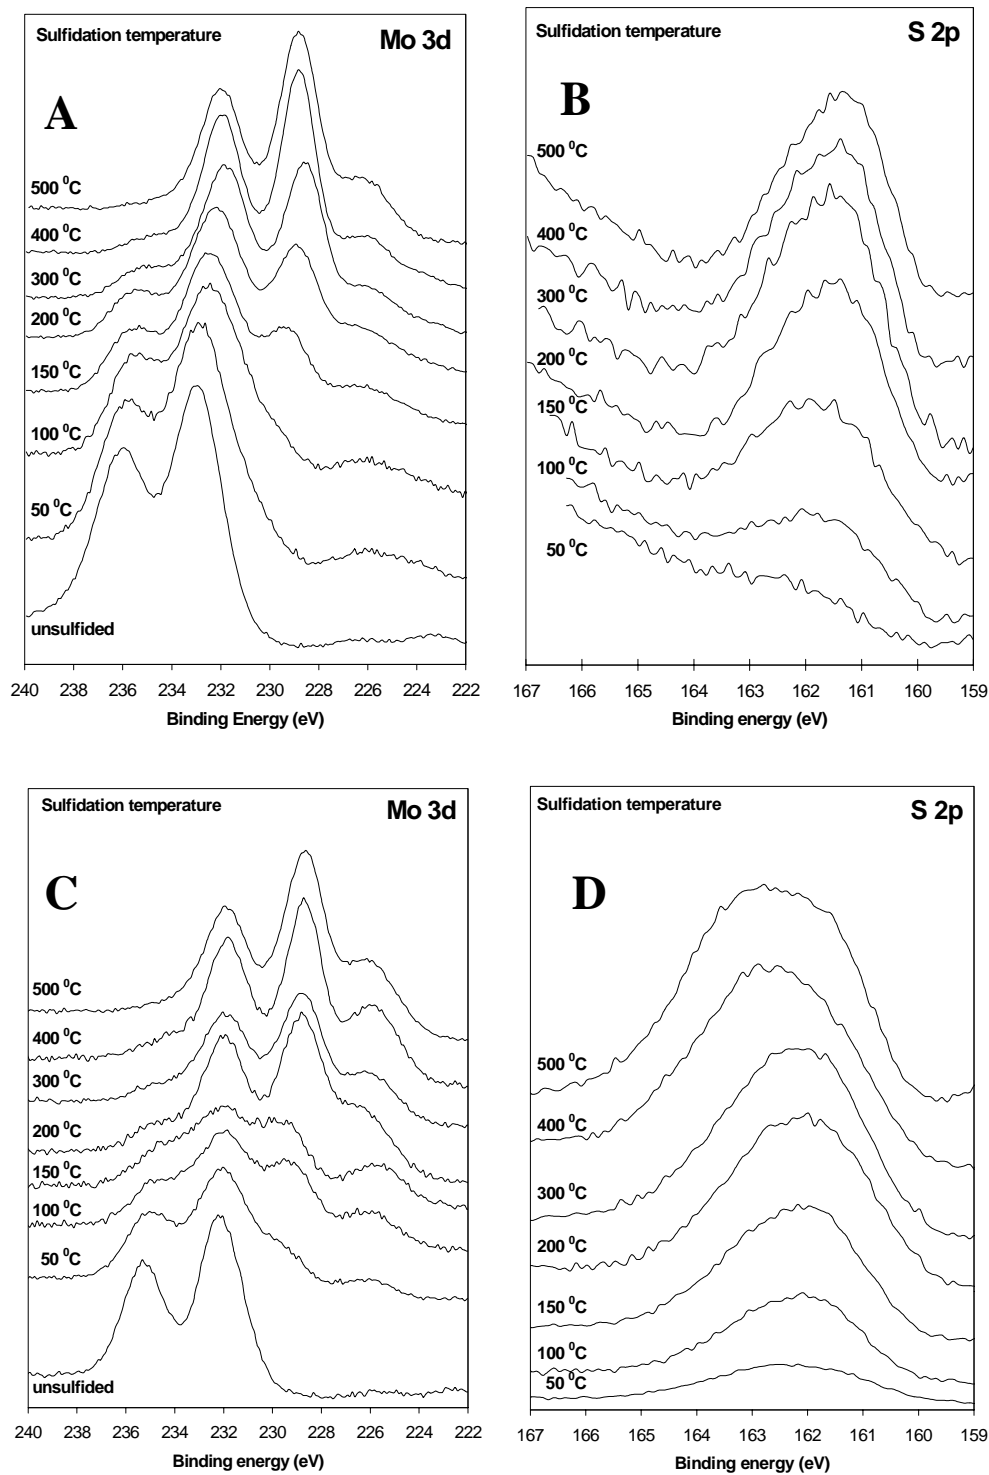 Sulfidation temperature
Mo 3d
A
500 ⁰C
400 ⁰C
300 ⁰C
200 ⁰C
150 ⁰C
100 ⁰C
50 ⁰C
unsulfided
240 238 236 234 232 230 228 226 224 222
Binding Energy (eV)
Sulfidation temperature
S 2p
B
500 ⁰C
400 ⁰C
300 ⁰C
200 ⁰C
150 ⁰C
100 ⁰C
50 ⁰C
167 166 165 164 163 162 161 160 159
Binding energy (eV)
Sulfidation temperature
Mo 3d
C
500 ⁰C
400 ⁰C
300 ⁰C
200 ⁰C
150 ⁰C
100 ⁰C
50 ⁰C
unsulfided
240 238 236 234 232 230 228 226 224 222
Binding energy (eV)
Sulfidation temperature
S 2p
D
500 ⁰C
400 ⁰C
300 ⁰C
200 ⁰C
150 ⁰C
100 ⁰C
50 ⁰C
167 166 165 164 163 162 161 160 159
Binding energy (eV)